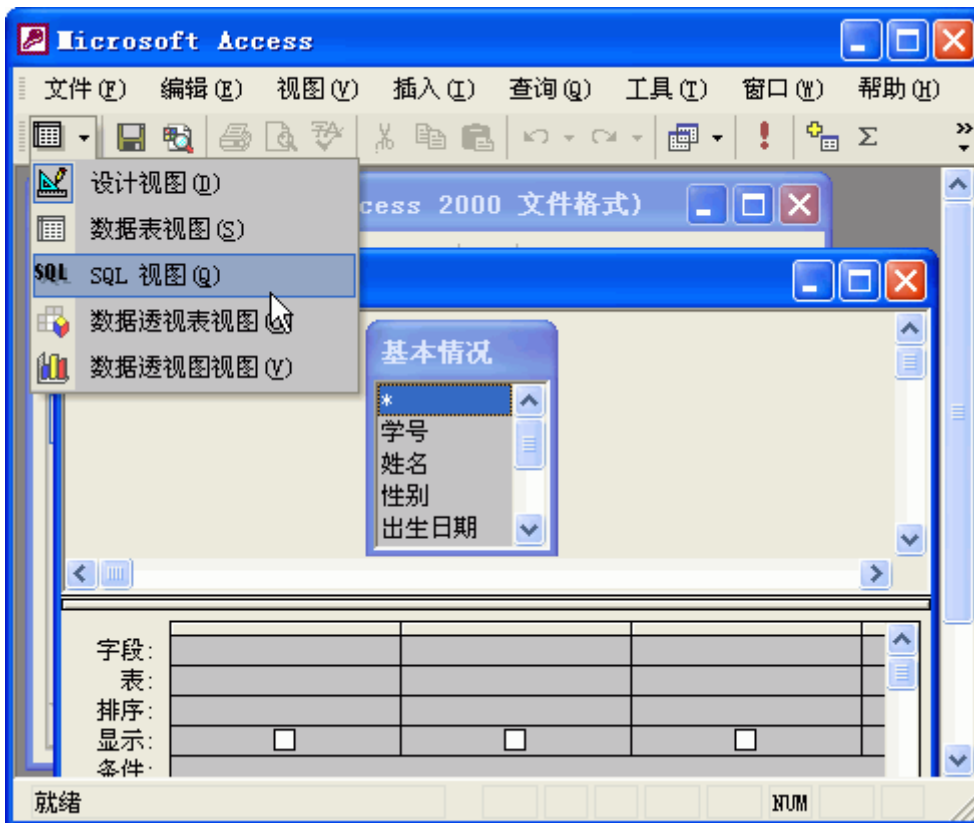 Microsoft Access
文件(F) 编辑(E) 视图(V) 插入(I) 查询(Q) 工具(T) 窗口(W) 帮助(H)
设计视图(D)
cess 2000 文件格式)
数据表视图(S)
SQL SQL 视图(Q)
数据透视表视图
数据透视图视图(V)
基本情况
*
学号
姓名
性别
出生日期
字段:
表:
排序:
显示:
条件:
就绪 NUM